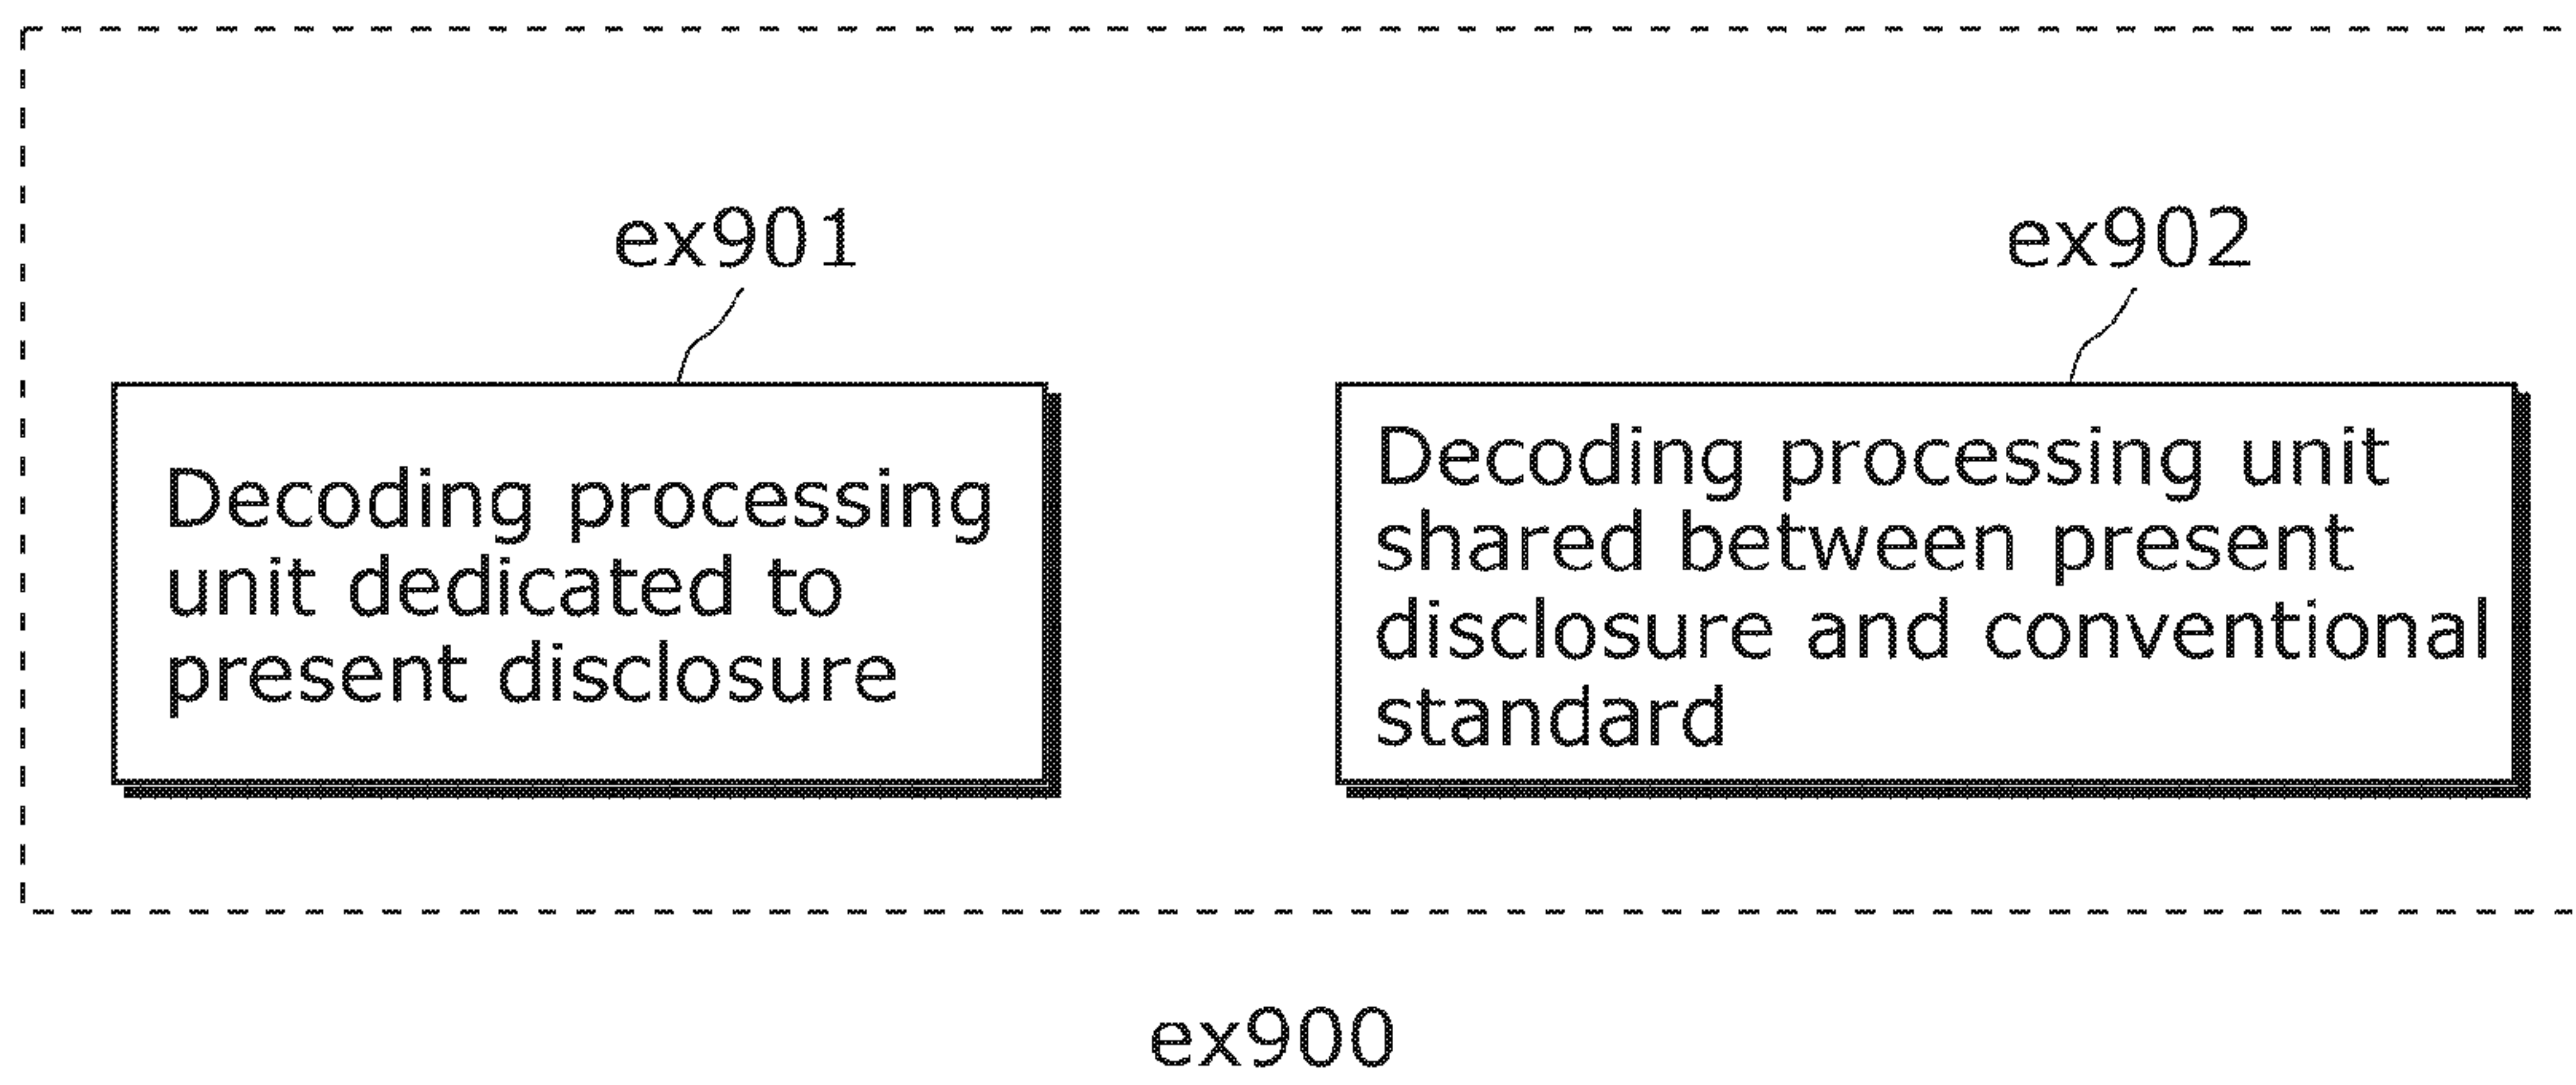 ex901
ex902
Decoding processing
unit dedicated to
present disclosure
Decoding processing unit
shared between present
disclosure and conventional
standard
ex900